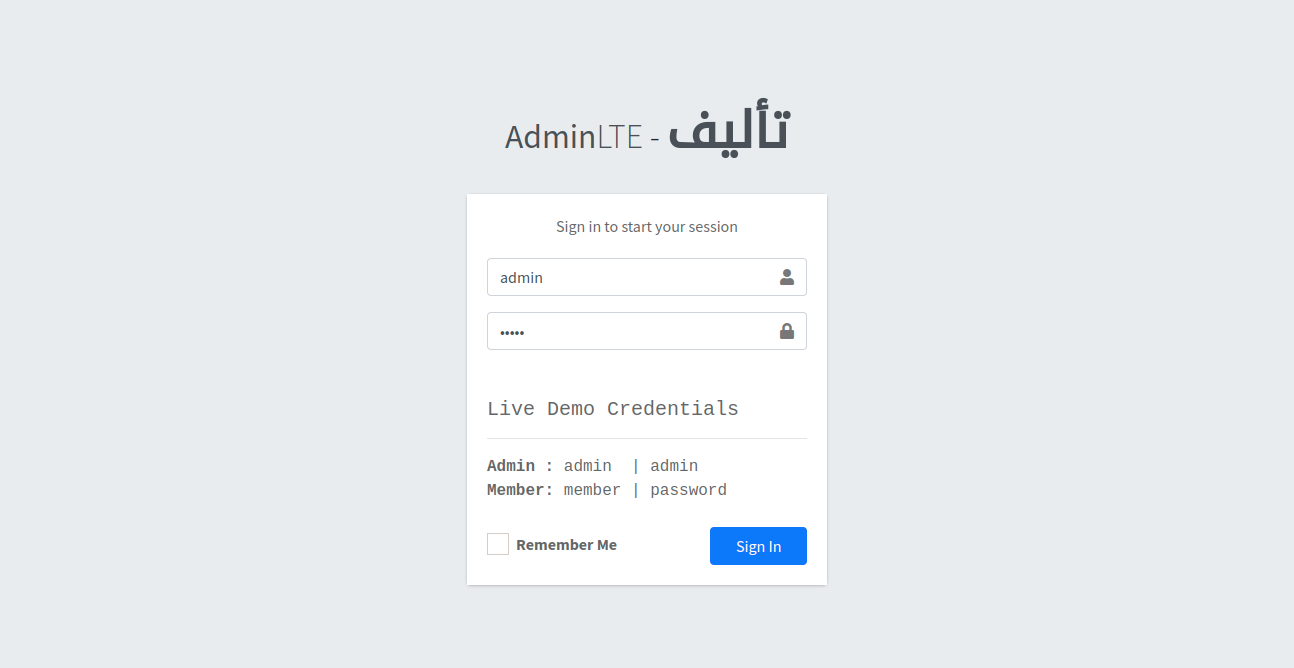 AdminLTE - تأليف
Sign in to start your session
admin
•••••
Live Demo Credentials
Admin : admin  | admin
Member: member | password
Remember Me
Sign In